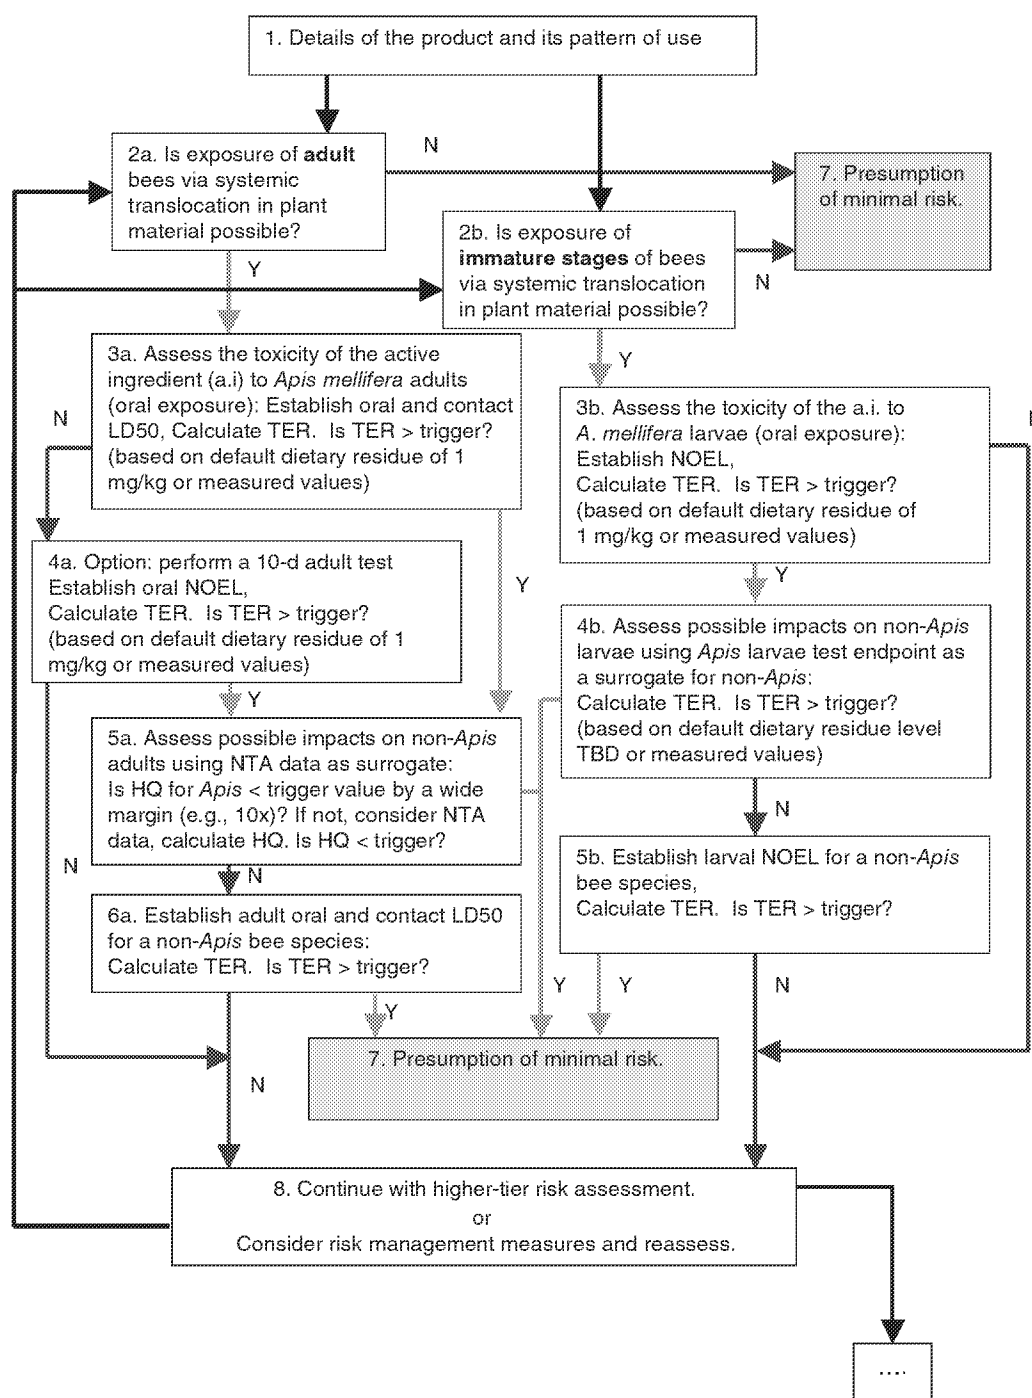 1. Details of the product and its pattern of use
2a. Is exposure of adult
bees via systemic
translocation in plant
material possible?
N
7. Presumption
of minimal risk.
2b. Is exposure of
immature stages of bees
via systemic translocation
in plant material possible?
N
Y
3a. Assess the toxicity of the active
ingredient (a.i) to Apis mellifera adults
(oral exposure): Establish oral and contact
LD50, Calculate TER. Is TER > trigger?
(based on default dietary residue of 1
mg/kg or measured values)
N
Y
3b. Assess the toxicity of the a.i. to
A. mellifera larvae (oral exposure):
Establish NOEL,
Calculate TER. Is TER > trigger?
(based on default dietary residue of
1 mg/kg or measured values)
4a. Option: perform a 10-d adult test
Establish oral NOEL,
Calculate TER. Is TER > trigger?
(based on default dietary residue of 1
mg/kg or measured values)
Y
Y
4b. Assess possible impacts on non-Apis
larvae using Apis larvae test endpoint as
a surrogate for non-Apis:
Calculate TER. Is TER > trigger?
(based on default dietary residue level
TBD or measured values)
Y
5a. Assess possible impacts on non-Apis
adults using NTA data as surrogate:
Is HQ for Apis < trigger value by a wide
margin (e.g., 10x)? If not, consider NTA
data, calculate HQ. Is HQ < trigger?
N
N
N
5b. Establish larval NOEL for a non-Apis
bee species,
Calculate TER. Is TER > trigger?
6a. Establish adult oral and contact LD50
for a non-Apis bee species:
Calculate TER. Is TER > trigger?
Y
Y
Y
N
7. Presumption of minimal risk.
N
8. Continue with higher-tier risk assessment.
or
Consider risk management measures and reassess.
....